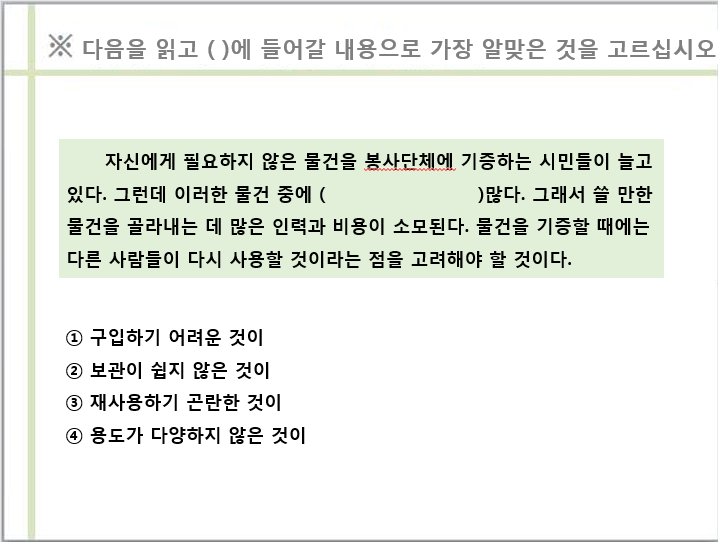 ※ 다음을 읽고 ( )에 들어갈 내용으로 가장 알맞은 것을 고르십시오
자신에게 필요하지 않은 물건을 봉사단체에 기증하는 시민들이 늘고
있다. 그런데 이러한 물건 중에 ( )많다. 그래서 쓸 만한
물건을 골라내는 데 많은 인력과 비용이 소모된다. 물건을 기증할 때에는
다른 사람들이 다시 사용할 것이라는 점을 고려해야 할 것이다.
① 구입하기 어려운 것이
② 보관이 쉽지 않은 것이
③ 재사용하기 곤란한 것이
④ 용도가 다양하지 않은 것이